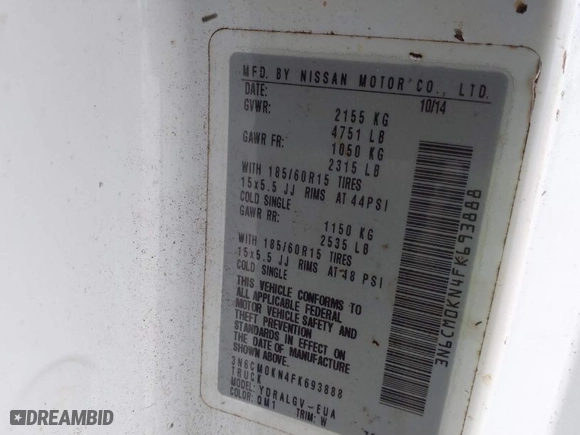 MFD. BY NISSAN MOTOR CO., LTD.
DATE: 10/14
GVWR: 2155 KG
4751 LB
GAWR FR: 1050 KG
2315 LB
WITH 185/60R15 TIRES
15x5.5 JJ RIMS AT 44PSI
COLD SINGLE
GAWR RR: 1150 KG
2535 LB
WITH 185/60R15 TIRES
15x5.5 JJ RIMS AT 48 PSI
COLD SINGLE
THIS VEHICLE CONFORMS TO
ALL APPLICABLE FEDERAL
MOTOR VEHICLE SAFETY AND
THEFT PREVENTION
STANDARDS IN EFFECT ON
THE DATE OF MANUFACTURE
SHOWN ABOVE.
3N6CM0KN4FK693888
TRUCK
MODEL: YDRALGV-EUA
COLOR: QM1 TRIM: W
3N6CM0KN4FK693888
DREAMBID